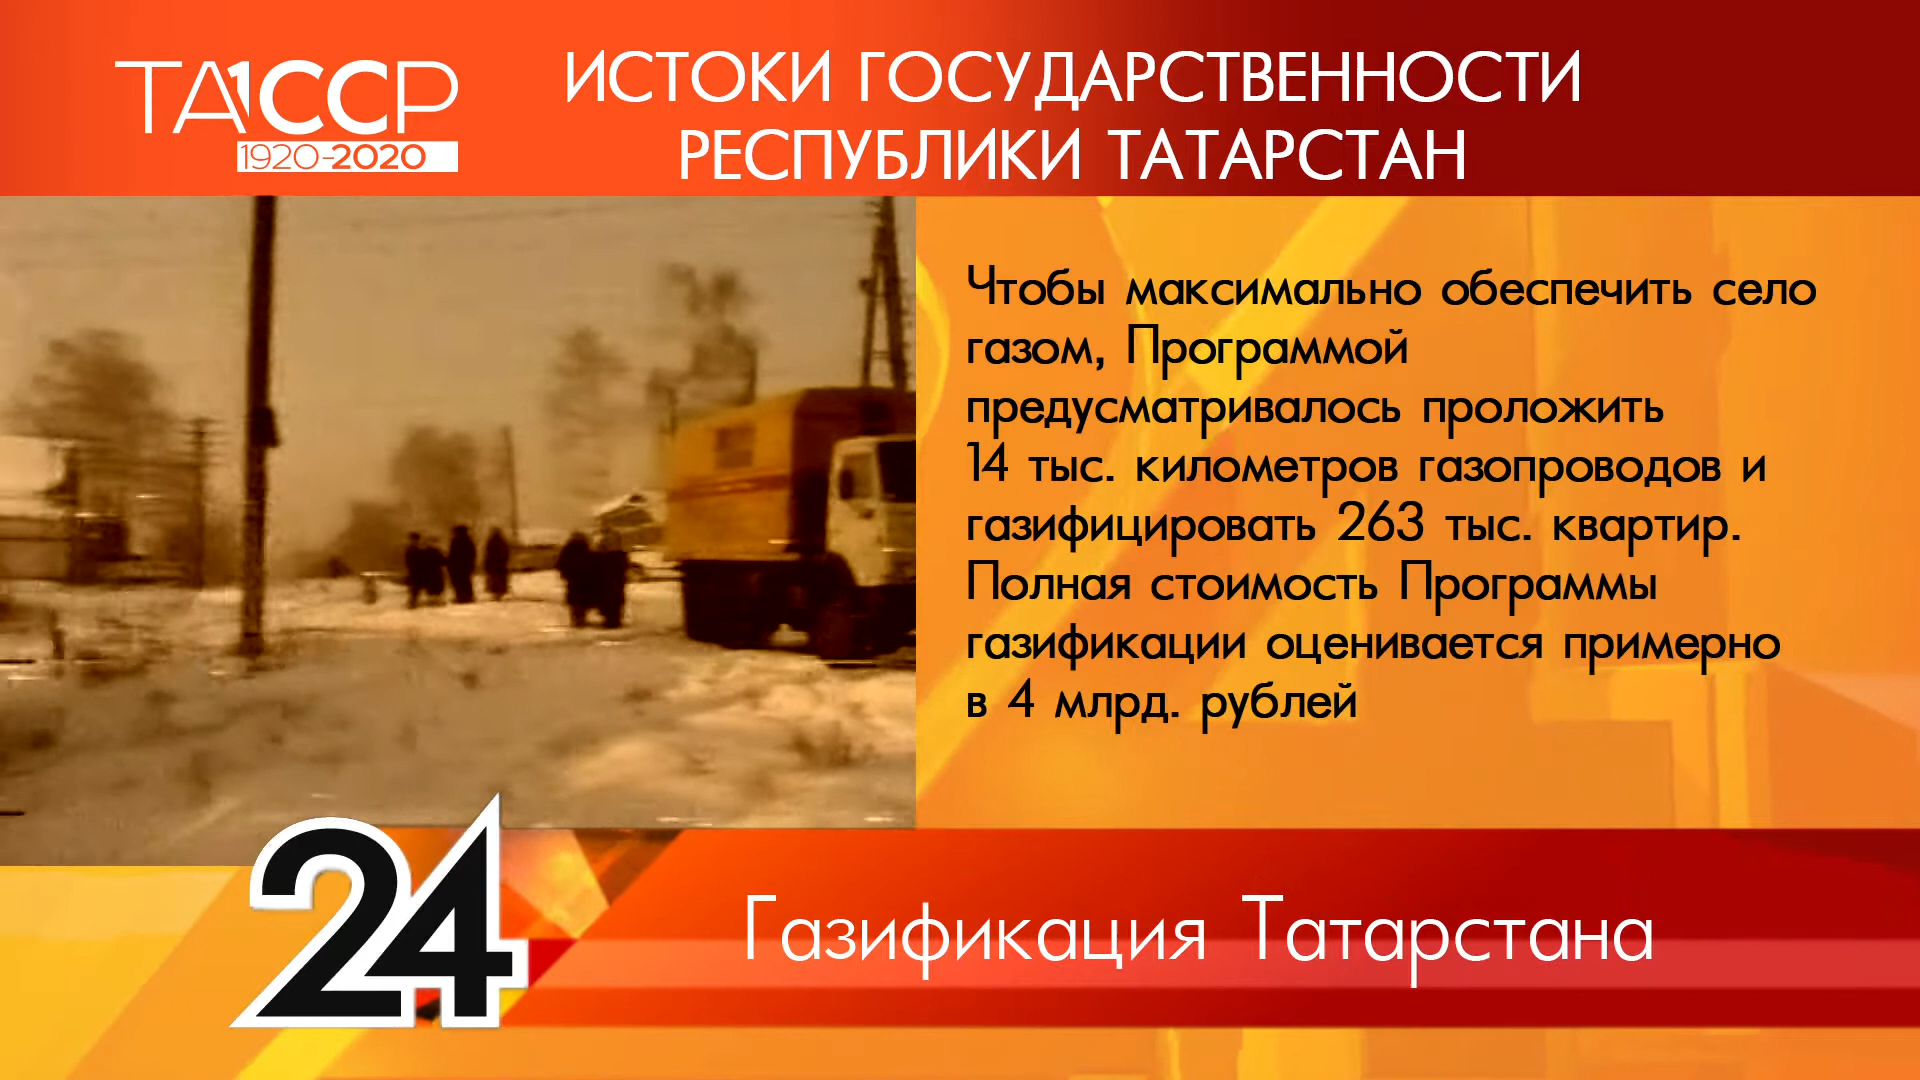 ТА1ССР
1920-2020
ИСТОКИ ГОСУДАРСТВЕННОСТИ
РЕСПУБЛИКИ ТАТАРСТАН
Чтобы максимально обеспечить село
газом, Программой
предусматривалось проложить
14 тыс. километров газопроводов и
газифицировать 263 тыс. квартир.
Полная стоимость Программы
газификации оценивается примерно
в 4 млрд. рублей
24
Газификация Татарстана